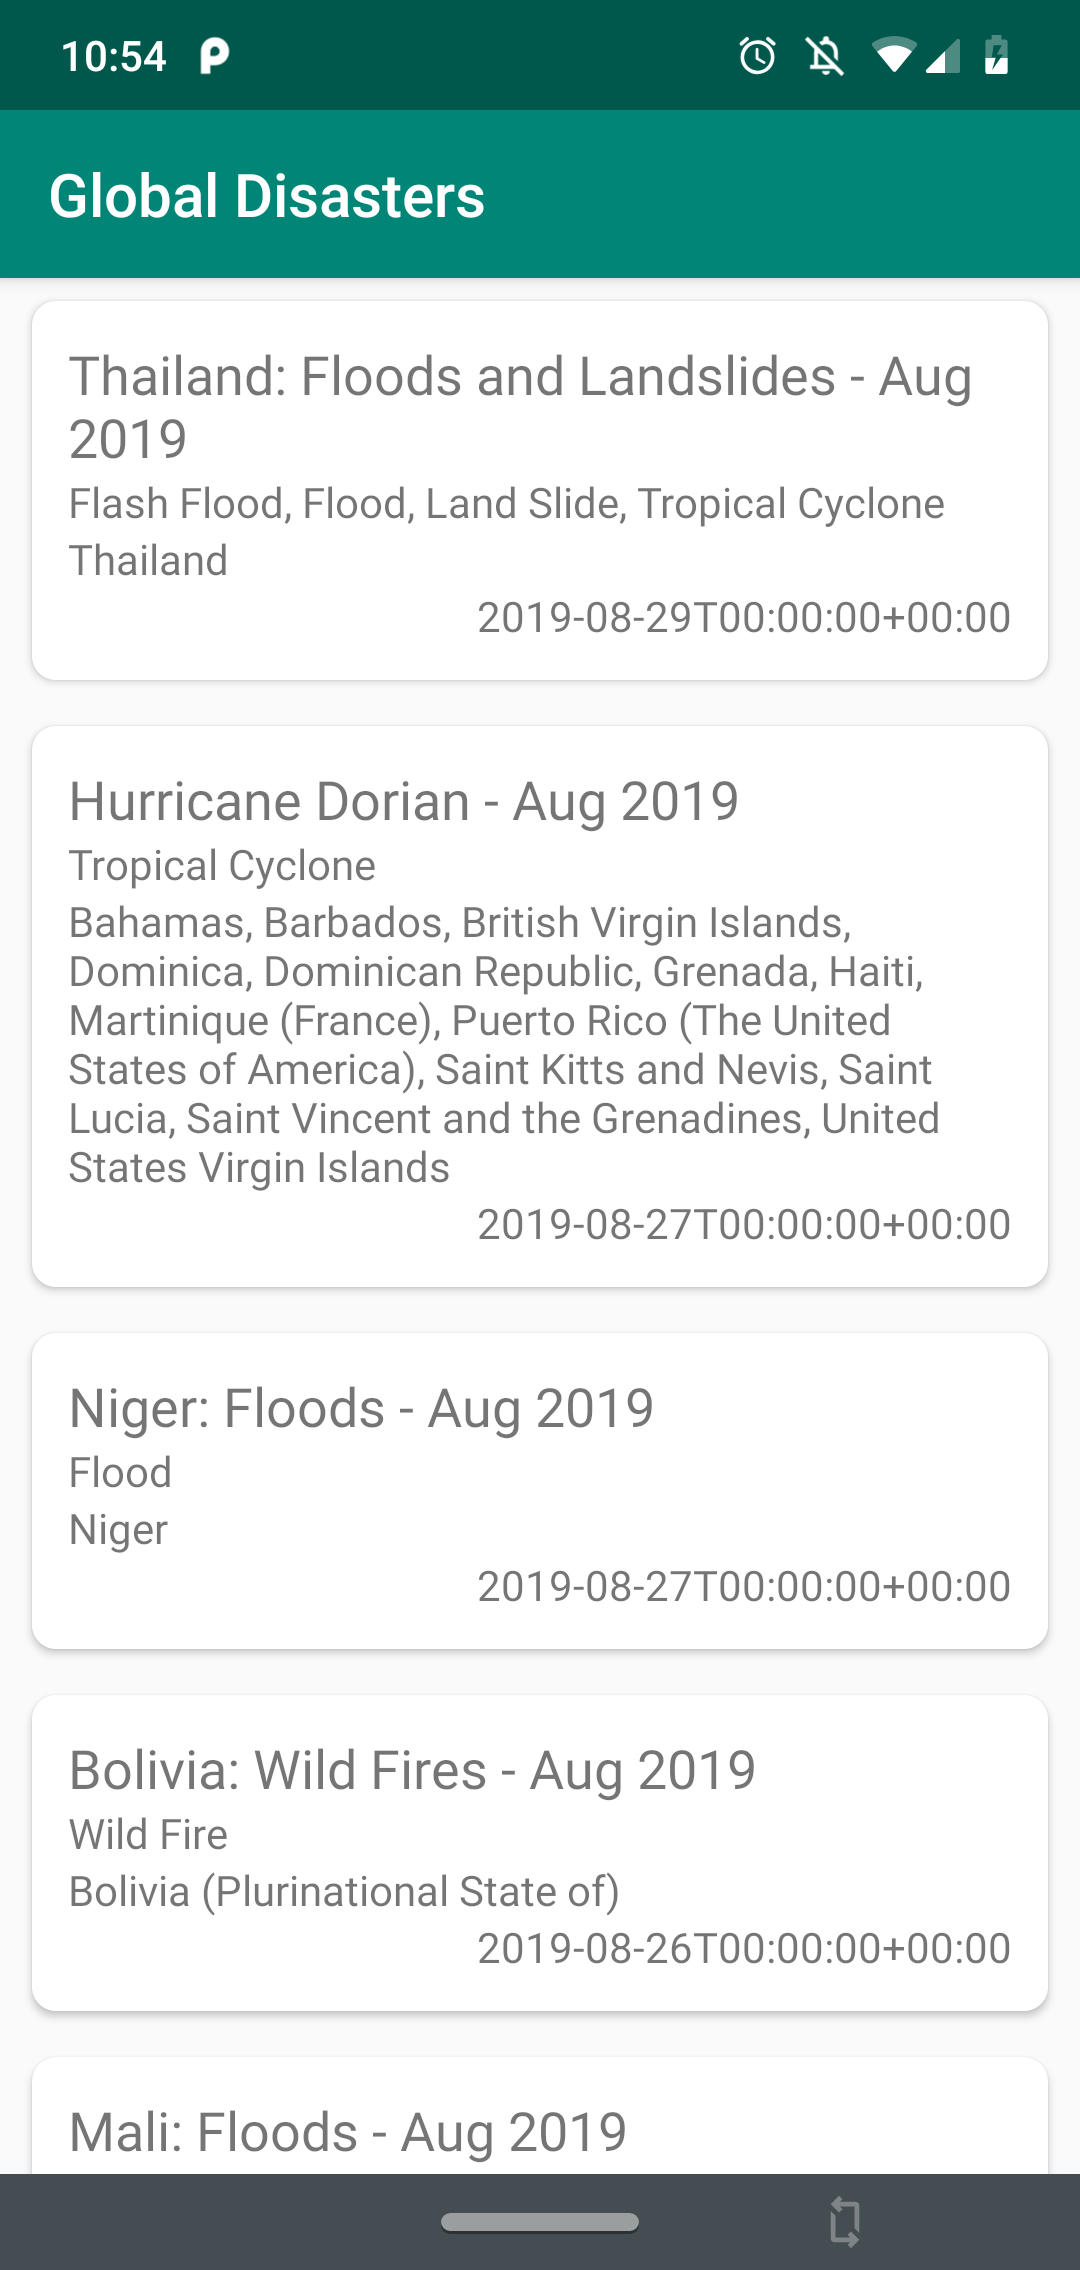 10:54
Global Disasters
Thailand: Floods and Landslides - Aug
2019
Flash Flood, Flood, Land Slide, Tropical Cyclone
Thailand
2019-08-29T00:00:00+00:00
Hurricane Dorian - Aug 2019
Tropical Cyclone
Bahamas, Barbados, British Virgin Islands,
Dominica, Dominican Republic, Grenada, Haiti,
Martinique (France), Puerto Rico (The United
States of America), Saint Kitts and Nevis, Saint
Lucia, Saint Vincent and the Grenadines, United
States Virgin Islands
2019-08-27T00:00:00+00:00
Niger: Floods - Aug 2019
Flood
Niger
2019-08-27T00:00:00+00:00
Bolivia: Wild Fires - Aug 2019
Wild Fire
Bolivia (Plurinational State of)
2019-08-26T00:00:00+00:00
Mali: Floods - Aug 2019